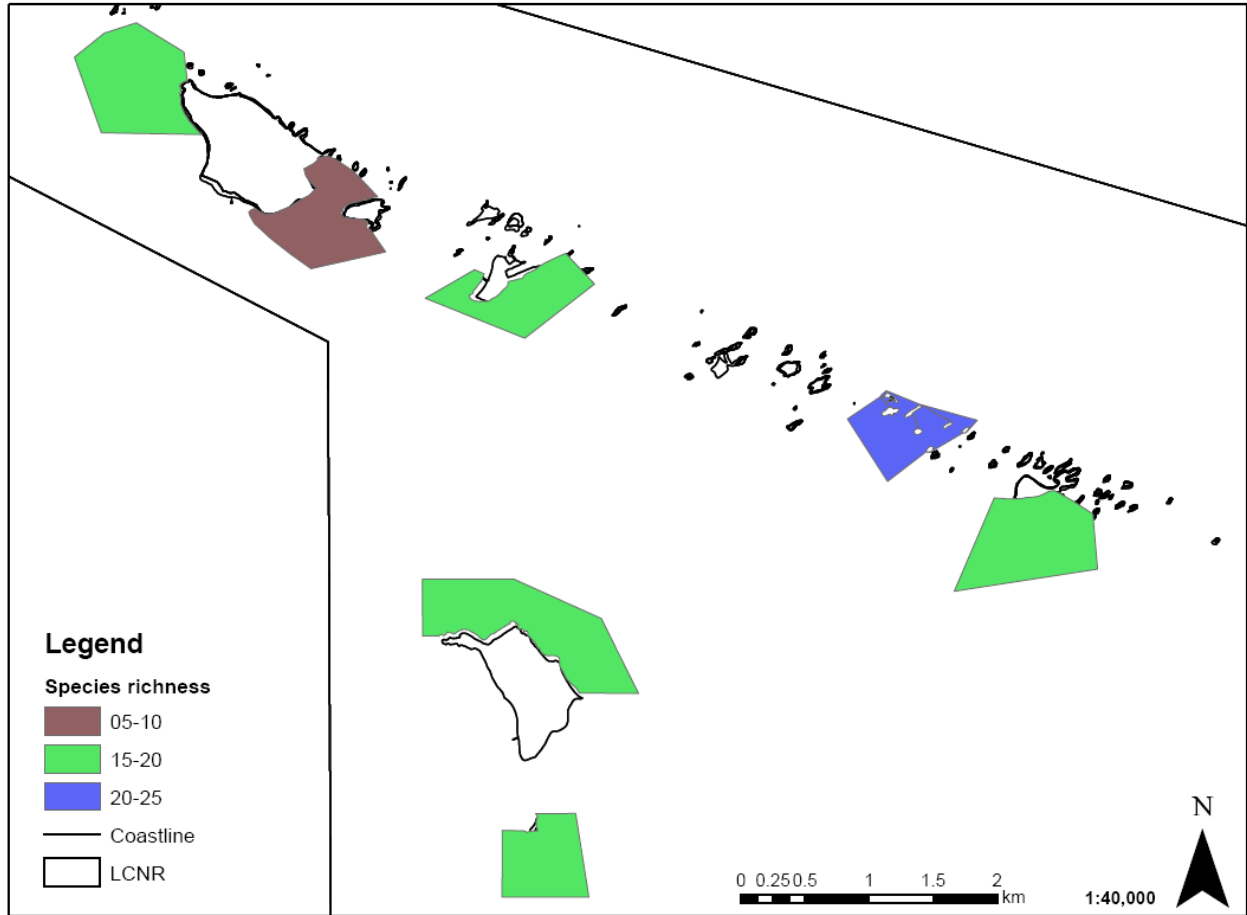 Legend
Species richness
05-10
15-20
20-25
Coastline
LCNR
N
0 0.25 0.5 1 1.5 2
km
1:40,000